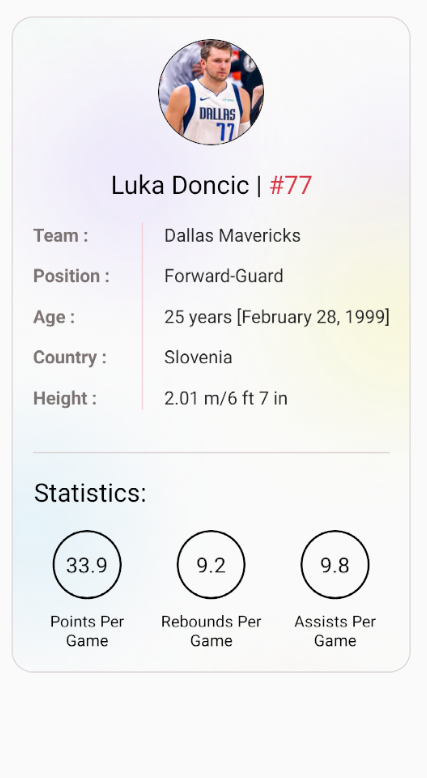 DALLAS
77
Luka Doncic | #77
Team : Dallas Mavericks
Position : Forward-Guard
Age : 25 years [February 28, 1999]
Country : Slovenia
Height : 2.01 m/6 ft 7 in
Statistics:
33.9 9.2 9.8
Points Per Rebounds Per Assists Per
Game Game Game